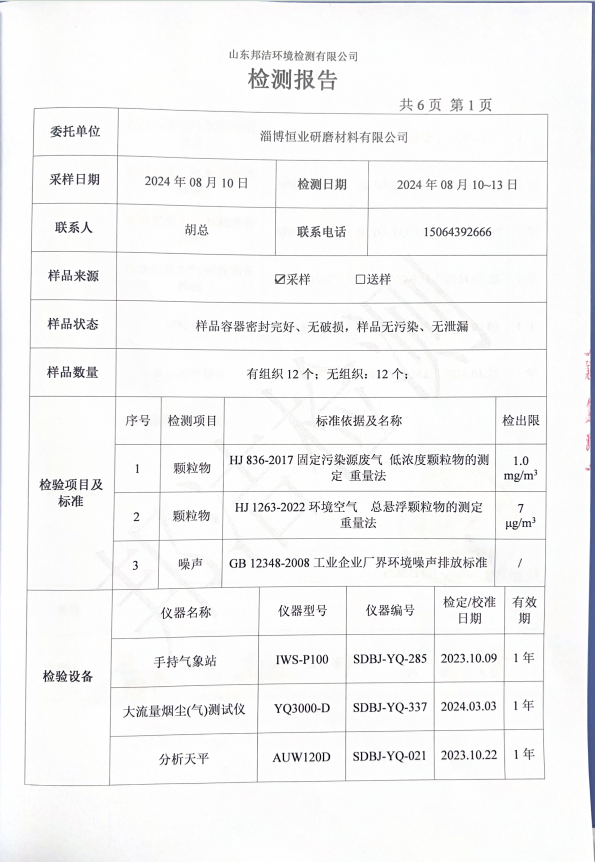 山东邦洁环境检测有限公司
检测报告
共 6 页 第 1 页
委托单位 淄博恒业研磨材料有限公司
采样日期 2024 年 08 月 10 日 检测日期 2024 年 08 月 10~13 日
联系人 胡总 联系电话 15064392666
样品来源 ☑采样 ☐送样
样品状态 样品容器密封完好、无破损，样品无污染、无泄漏
样品数量 有组织 12 个；无组织：12 个；
检验项目及
标准
序号 检测项目 标准依据及名称 检出限
1 颗粒物 HJ 836-2017 固定污染源废气 低浓度颗粒物的测
定 重量法
1.0
mg/m³
2 颗粒物 HJ 1263-2022 环境空气 总悬浮颗粒物的测定
重量法
7
μg/m³
3 噪声 GB 12348-2008 工业企业厂界环境噪声排放标准 /
检验设备
仪器名称 仪器型号 仪器编号 检定/校准
日期
有效
期
手持气象站 IWS-P100 SDBJ-YQ-285 2023.10.09 1 年
大流量烟尘(气)测试仪 YQ3000-D SDBJ-YQ-337 2024.03.03 1 年
分析天平 AUW120D SDBJ-YQ-021 2023.10.22 1 年
邦洁检测